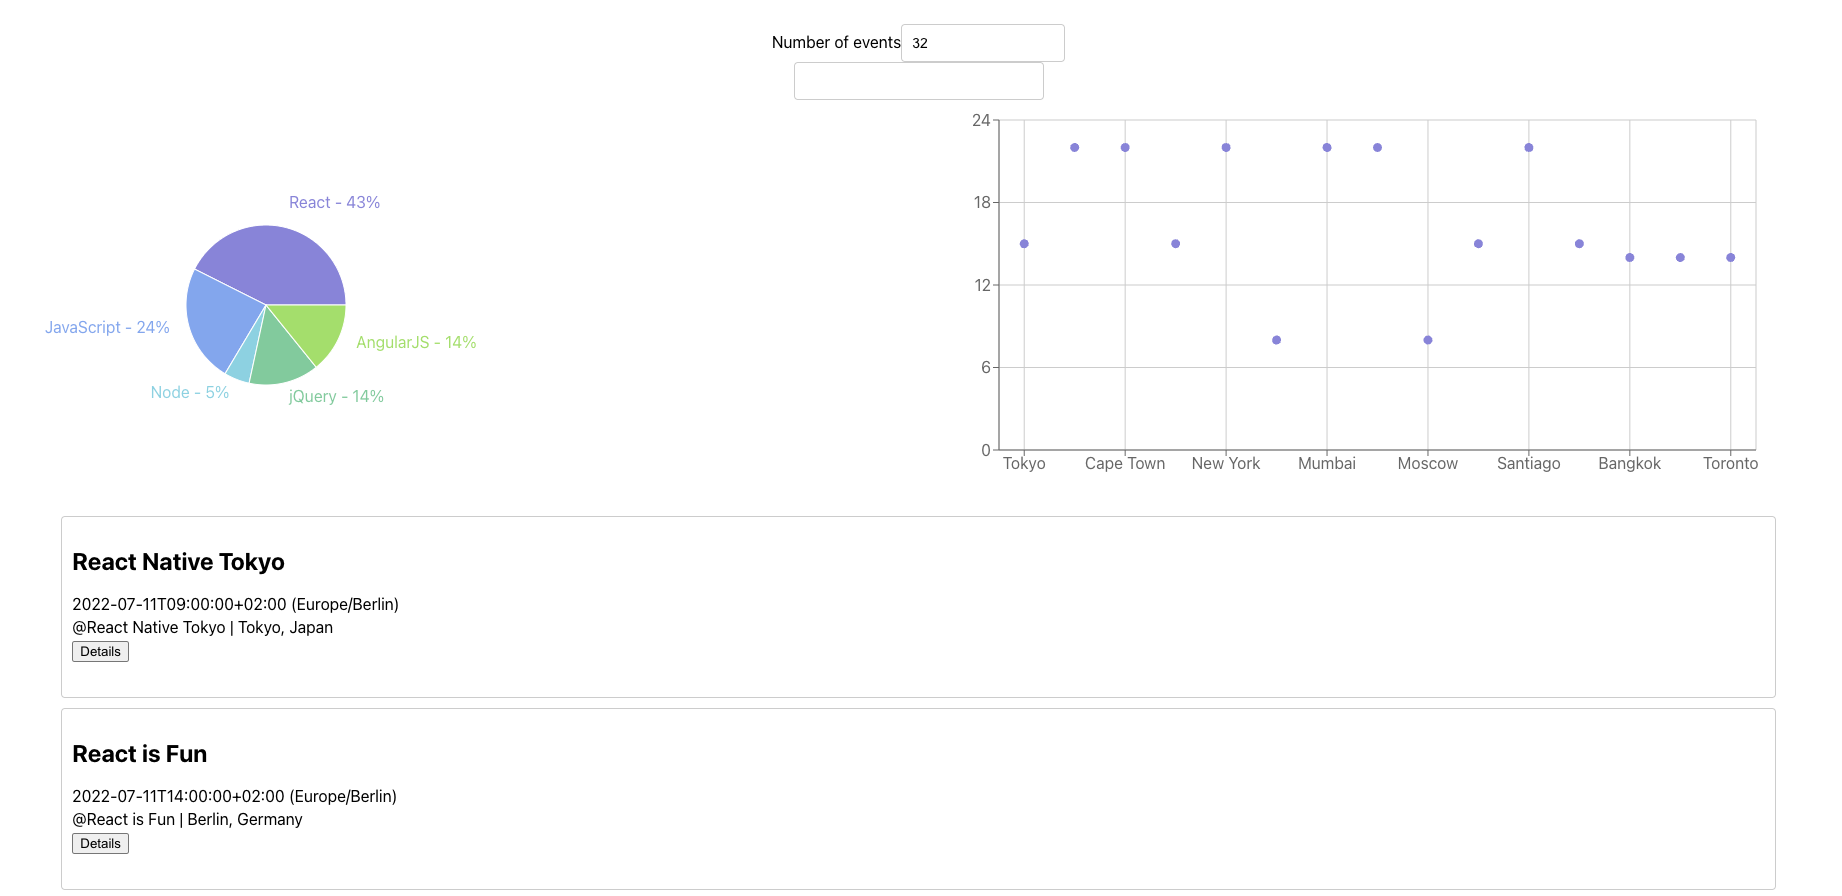 Number of events 32
React - 43%
JavaScript - 24%
AngularJS - 14%
Node - 5%
jQuery - 14%
24
18
12
6
0
Tokyo Cape Town New York Mumbai Moscow Santiago Bangkok Toronto
React Native Tokyo
2022-07-11T09:00:00+02:00 (Europe/Berlin)
@React Native Tokyo | Tokyo, Japan
Details
React is Fun
2022-07-11T14:00:00+02:00 (Europe/Berlin)
@React is Fun | Berlin, Germany
Details